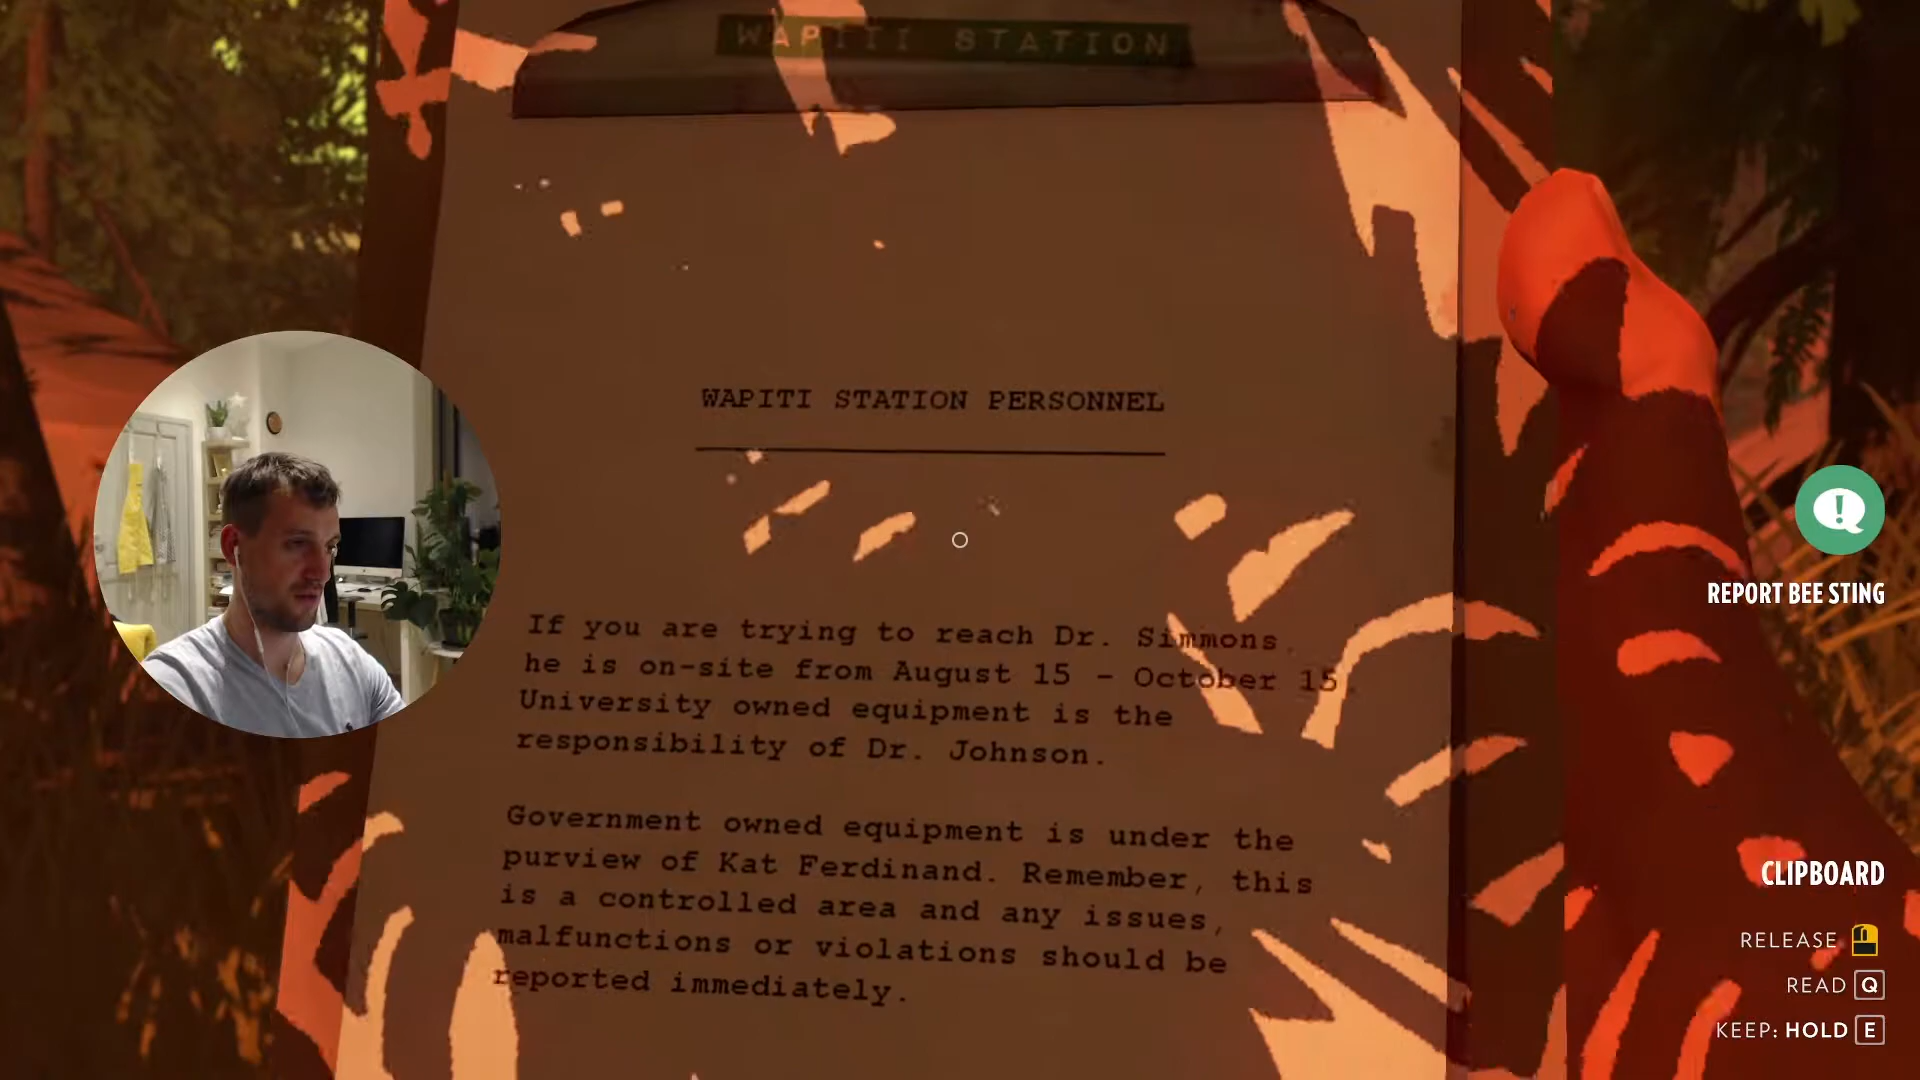 WAPITI STATION
WAPITI STATION PERSONNEL
If you are trying to reach Dr. Simmons,
he is on-site from August 15 - October 15.
University owned equipment is the
responsibility of Dr. Johnson.
Government owned equipment is under the
purview of Kat Ferdinand. Remember, this
is a controlled area and any issues,
malfunctions or violations should be
reported immediately.
REPORT BEE STING
CLIPBOARD
RELEASE
READ Q
KEEP: HOLD E